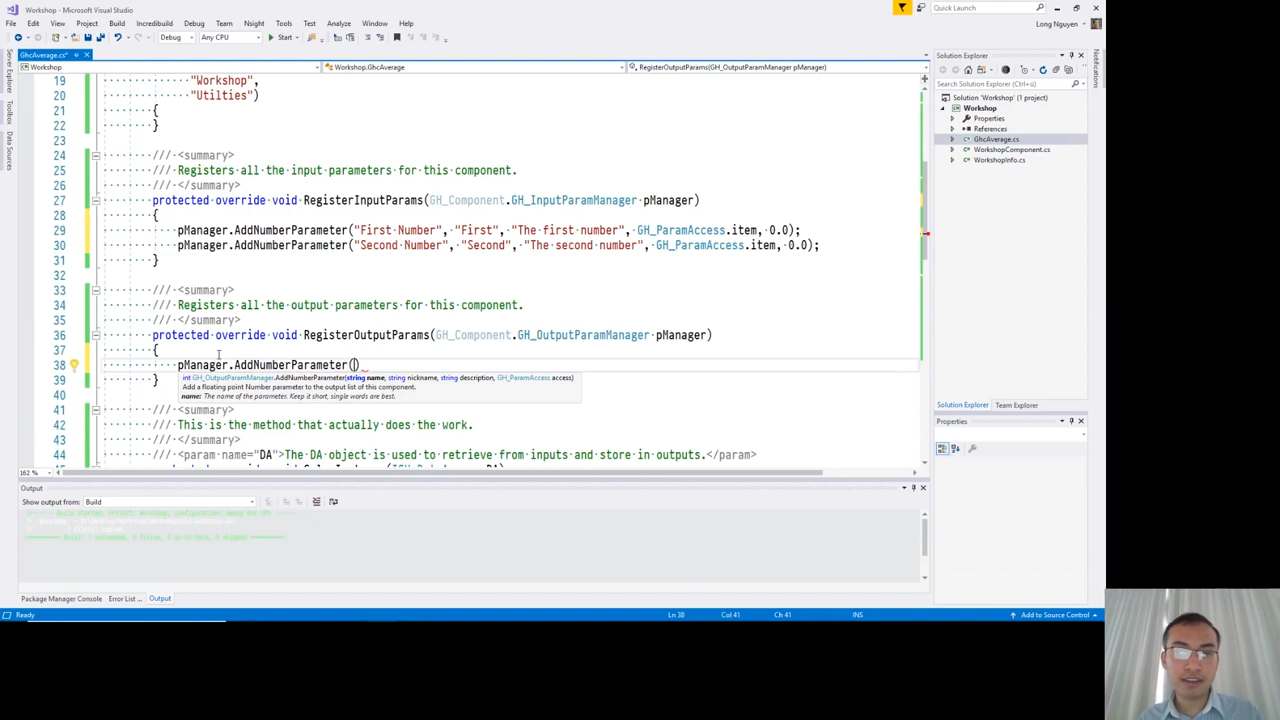 Workshop - Microsoft Visual Studio
Quick Launch
File Edit View Project Build Incredibuild Debug Team Nsight Tools Test Analyze Window Help
Long Nguyen
Debug Any CPU Start
GhcAverage.cs*
Solution Explorer
Workshop Workshop.GhcAverage RegisterOutputParams(GH_OutputParamManager pManager)
Server Explorer
Toolbox
Data Sources
Notifications
Search Solution Explorer (Ctrl+ü)
Solution 'Workshop' (1 project)
Workshop
Properties
References
GhcAverage.cs
WorkshopComponent.cs
WorkshopInfo.cs
19 "Workshop",
20 "Utilties")
21 {
22 }
23
24 /// <summary>
25 /// Registers all the input parameters for this component.
26 /// </summary>
27 protected override void RegisterInputParams(GH_Component.GH_InputParamManager pManager)
28 {
29 pManager.AddNumberParameter("First Number", "First", "The first number", GH_ParamAccess.item, 0.0);
30 pManager.AddNumberParameter("Second Number", "Second", "The second number", GH_ParamAccess.item, 0.0);
31 }
32
33 /// <summary>
34 /// Registers all the output parameters for this component.
35 /// </summary>
36 protected override void RegisterOutputParams(GH_Component.GH_OutputParamManager pManager)
37 {
38 pManager.AddNumberParameter()
int GH_OutputParamManager.AddNumberParameter(string name, string nickname, string description, GH_ParamAccess access)
Add a floating point Number parameter to the output list of this component.
name: The name of the parameter. Keep it short, single words are best.
39 }
40
41 /// <summary>
42 /// This is the method that actually does the work.
43 /// </summary>
44 /// <param name="DA">The DA object is used to retrieve from inputs and store in outputs.</param>
162 %
Solution Explorer Team Explorer
Properties
Output
Show output from: Build
Package Manager Console Error List ... Output
Ready Ln 38 Col 41 Ch 41 INS Add to Source Control